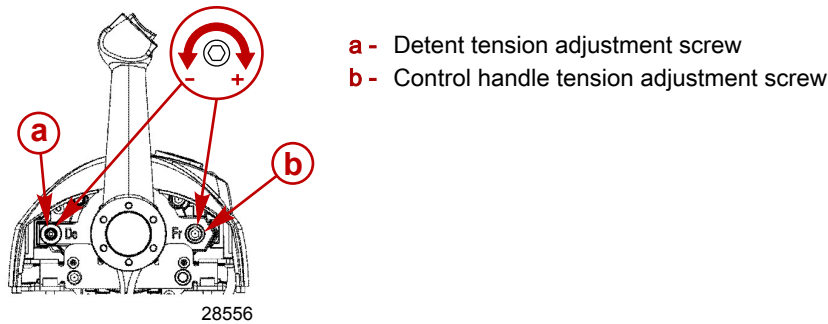 a - Detent tension adjustment screw
b - Control handle tension adjustment screw
- +
a
b
De Fr
28556